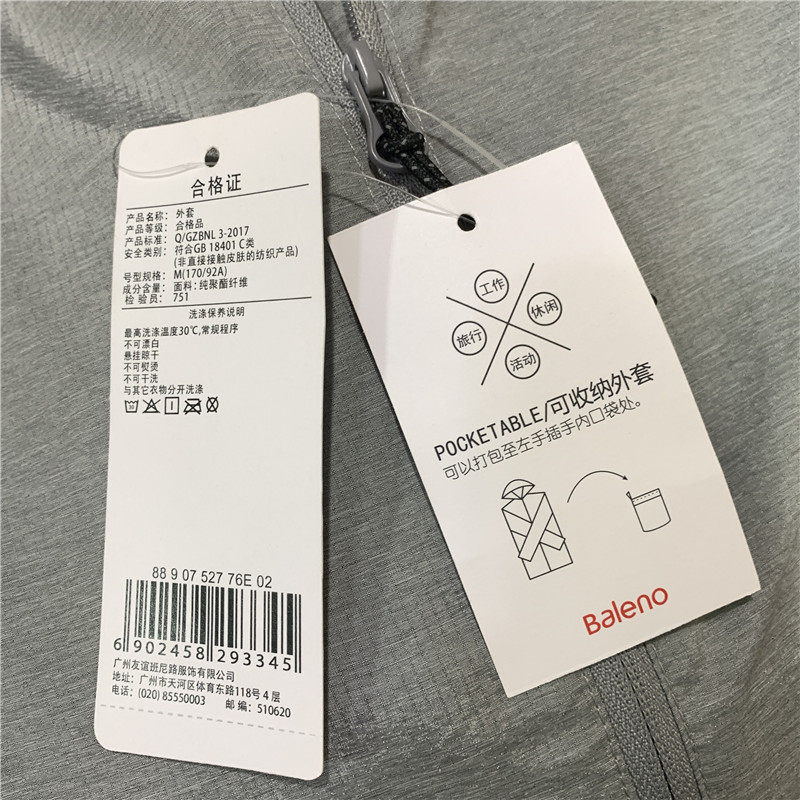 合格证
产品名称: 外套
产品等级: 合格品
产品标准: Q/GZBNL 3-2017
安全类别: 符合GB 18401 C类
(非直接接触皮肤的纺织产品)
号型规格: M(170/92A)
成分含量: 面料: 纯聚酯纤维
检 验 员: 751
洗涤保养说明
最高洗涤温度30℃,常规程序
不可漂白
悬挂晾干
不可熨烫
不可干洗
与其它衣物分开洗涤
88 9 07 527 76E 02
6 902458 293345
广州友谊班尼路服饰有限公司
地址: 广州市天河区体育东路118号4层
电话: (020) 85550003 邮 编: 510620
工作
旅行
休闲
活动
POCKETABLE/可收纳外套
可以打包至左手插手内口袋处。
Baleno